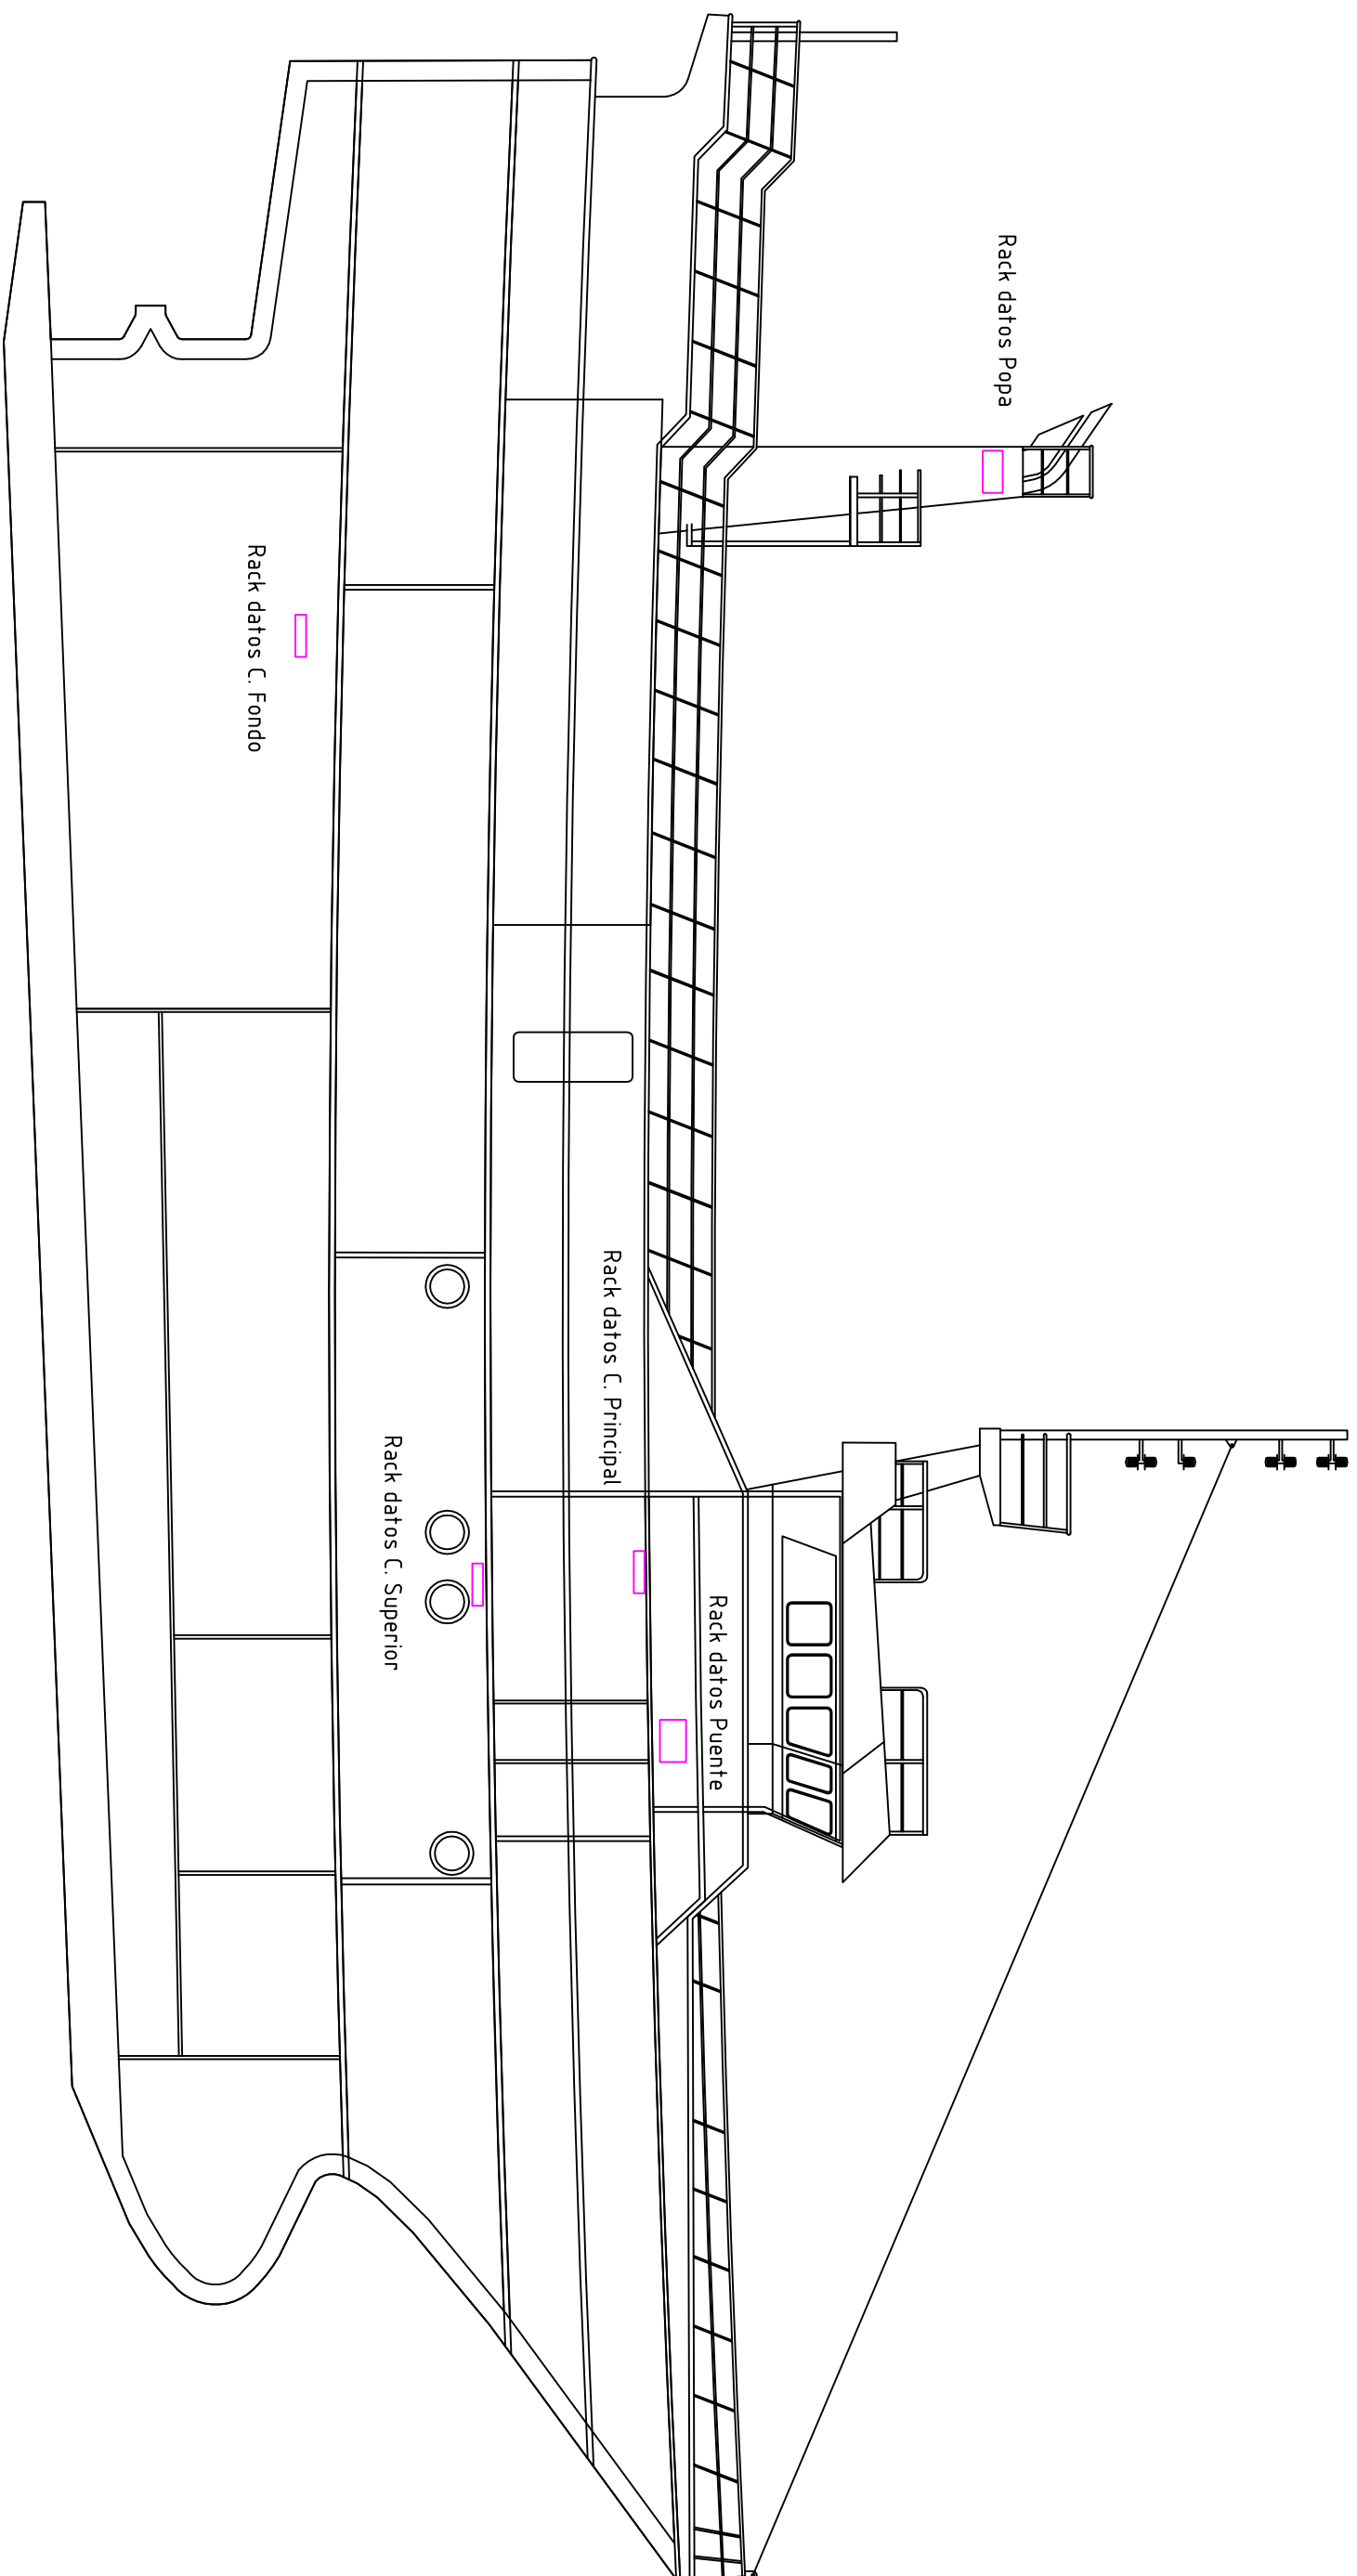 Rack datos Popa
Rack datos Puente
Rack datos C. Principal
Rack datos C. Superior
Rack datos C. Fondo